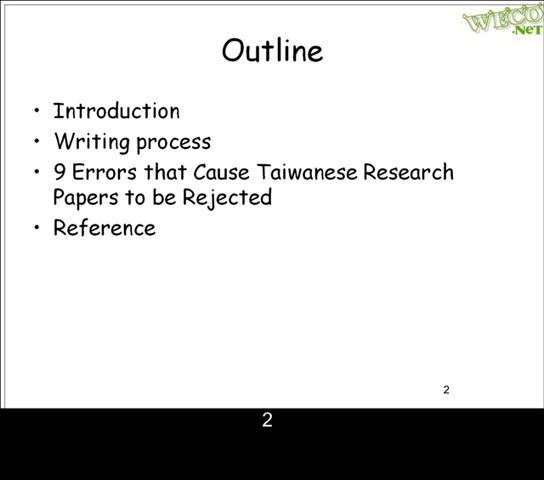 WECO
.NeT
Outline
• Introduction
• Writing process
• 9 Errors that Cause Taiwanese Research
Papers to be Rejected
• Reference
2
2